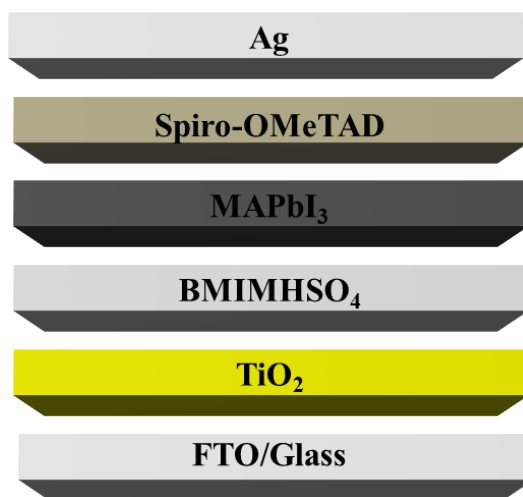 Ag
Spiro-OMeTAD
MAPbI₃
BMIMHSO₄
TiO₂
FTO/Glass